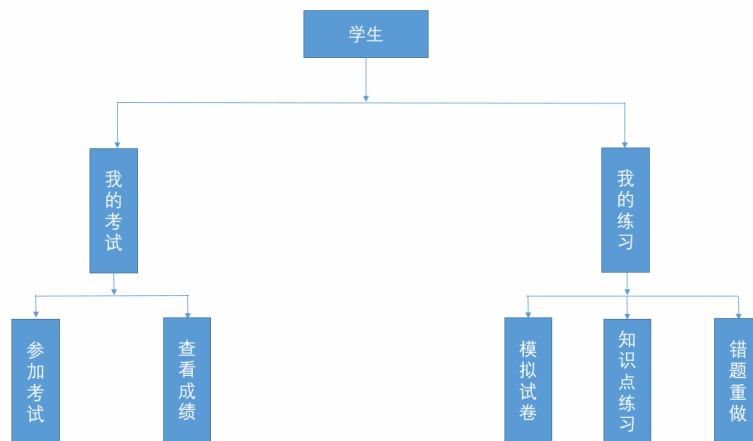 学生
我的考试
我的练习
参加考试
查看成绩
模拟试卷
知识点练习
错题重做